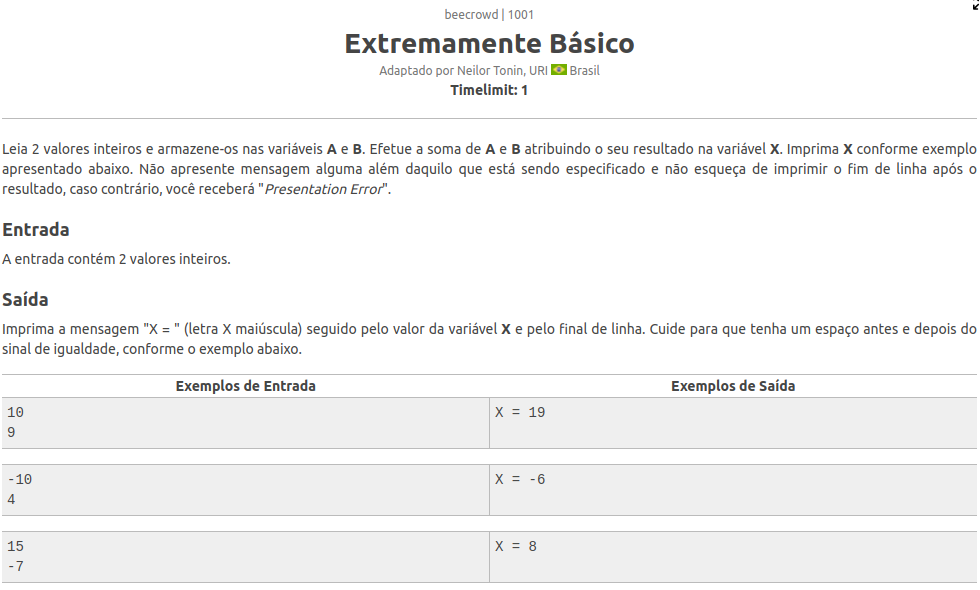 beecrowd | 1001
Extremamente Básico
Adaptado por Neilor Tonin, URI Brasil
Timelimit: 1
Leia 2 valores inteiros e armazene-os nas variáveis A e B. Efetue a soma de A e B atribuindo o seu resultado na variável X. Imprima X conforme exemplo
apresentado abaixo. Não apresente mensagem alguma além daquilo que está sendo especificado e não esqueça de imprimir o fim de linha após o
resultado, caso contrário, você receberá "Presentation Error".
Entrada
A entrada contém 2 valores inteiros.
Saída
Imprima a mensagem "X = " (letra X maiúscula) seguido pelo valor da variável X e pelo final de linha. Cuide para que tenha um espaço antes e depois do
sinal de igualdade, conforme o exemplo abaixo.
Exemplos de Entrada Exemplos de Saída
10 X = 19
9
-10 X = -6
4
15 X = 8
-7